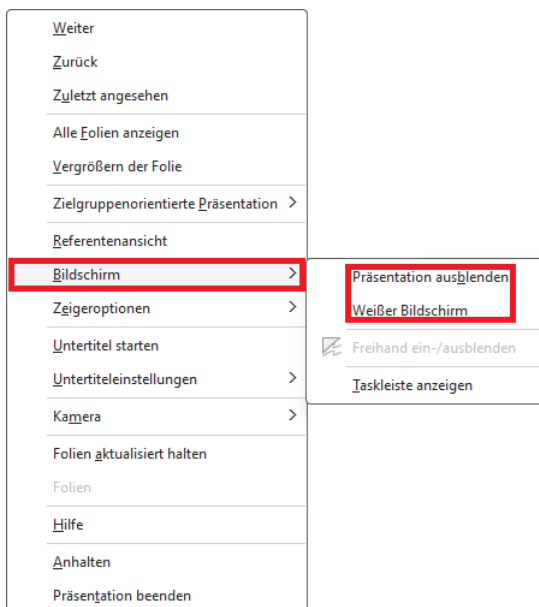 Weiter
Zurück
Zuletzt angesehen
Alle Folien anzeigen
Vergrößern der Folie
Zielgruppenorientierte Präsentation
Referentenansicht
Bildschirm
Zeigeroptionen
Untertitel starten
Untertiteleinstellungen
Kamera
Folien aktualisiert halten
Folien
Hilfe
Anhalten
Präsentation beenden
Präsentation ausblenden
Weißer Bildschirm
Freihand ein-/ausblenden
Taskleiste anzeigen